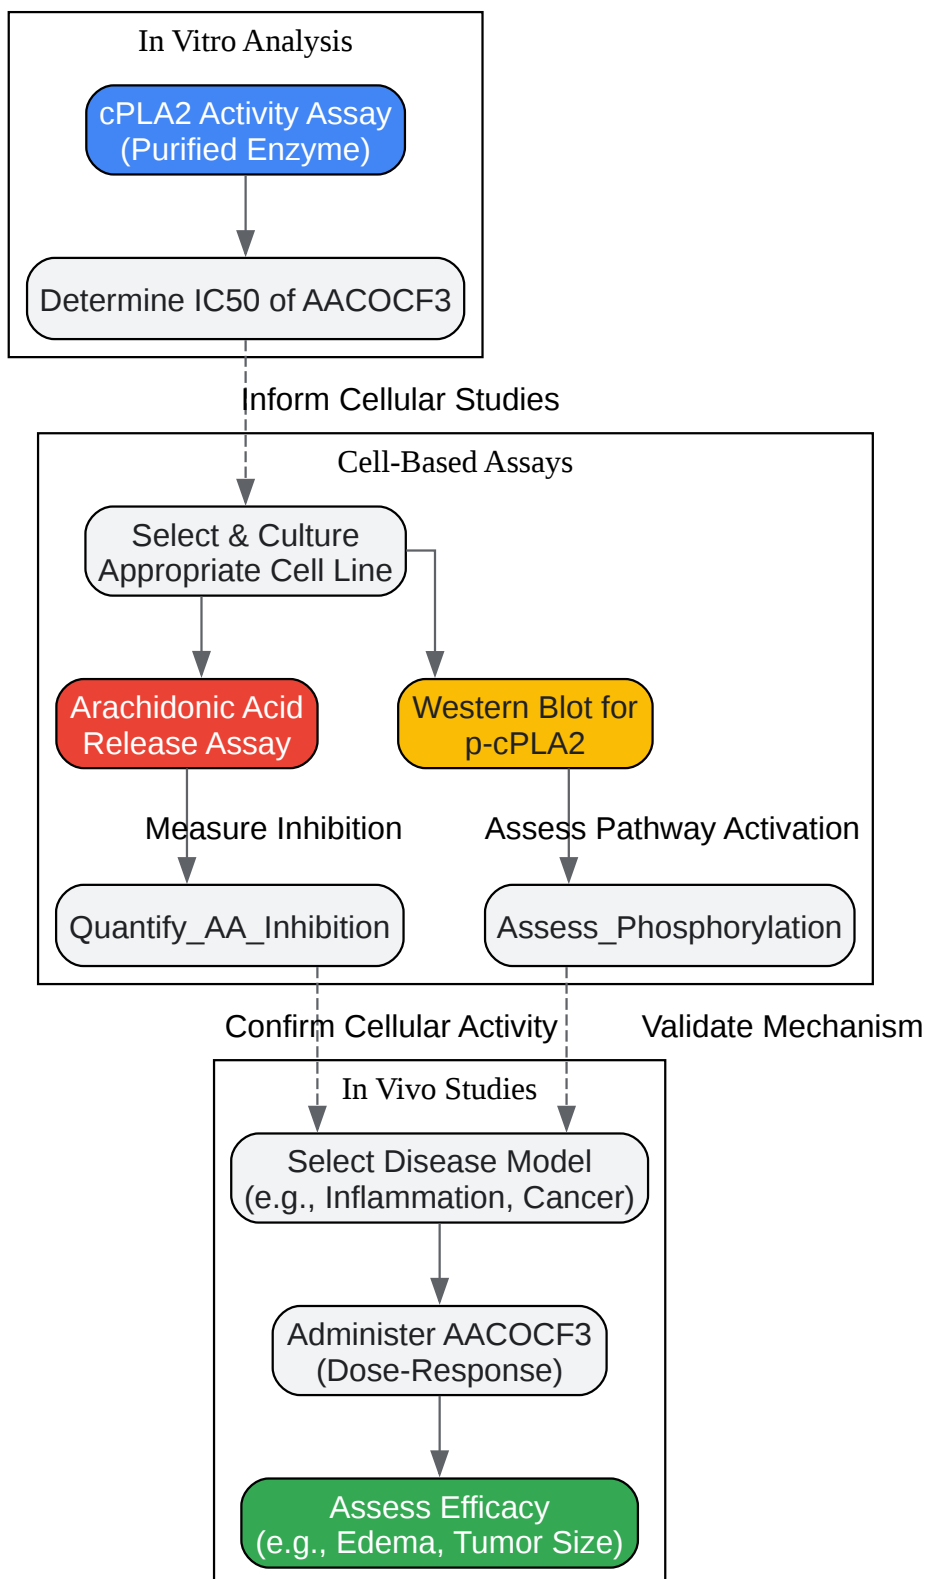 In Vitro Analysis
cPLA2 Activity Assay
(Purified Enzyme)
Determine IC50 of AACOCF3
Inform Cellular Studies
Cell-Based Assays
Select & Culture
Appropriate Cell Line
Arachidonic Acid
Release Assay
Western Blot for
p-cPLA2
Measure Inhibition
Assess Pathway Activation
Quantify_AA_Inhibition
Assess_Phosphorylation
Confirm Cellular Activity
Validate Mechanism
In Vivo Studies
Select Disease Model
(e.g., Inflammation, Cancer)
Administer AACOCF3
(Dose-Response)
Assess Efficacy
(e.g., Edema, Tumor Size)